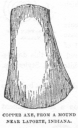 COPPER AXE, FROM A MOUND
NEAR LAPORTE, INDIANA.